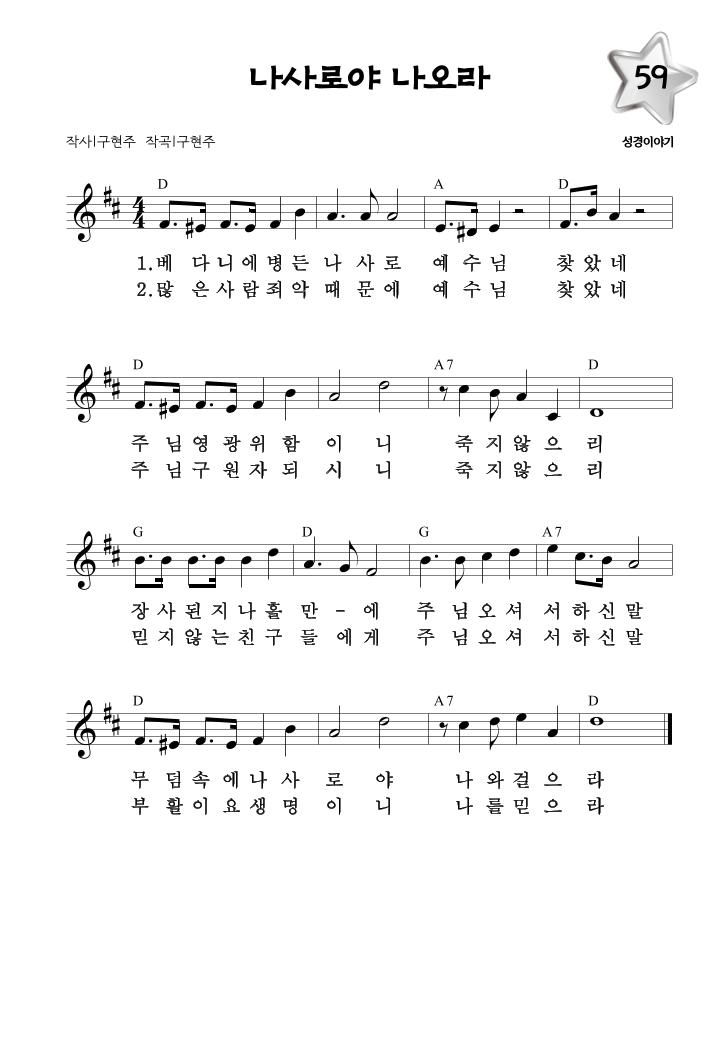 나사로야 나오라
59
작사|구현주 작곡|구현주
성경이야기
D A D
1.베 다니에병든 나 사로 예수님 찾았네
2.많 은사람죄악 때 문에 예수님 찾았네
D A7 D
주 님영광위함 이 니 죽지않으 리
주 님구원자되 시 니 죽지않으 리
G D G A7
장사된지나흘 만 - 에 주 님오셔 서하신말
믿지않는친구 들 에게 주 님오셔 서하신말
D A7 D
무 덤속에나사 로 야 나와걸으 라
부 활이요생명 이 니 나를믿으 라